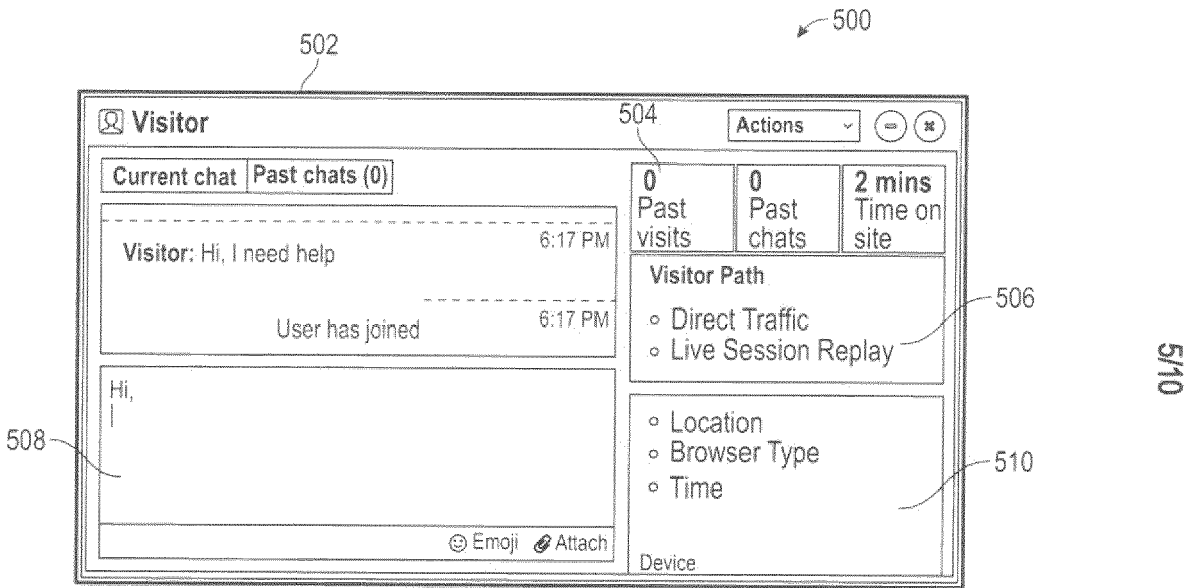 500
502
Visitor
504
Actions
Current chat
Past chats (0)
0
Past
visits
0
Past
chats
2 mins
Time on
site
6:17 PM
Visitor: Hi, I need help
6:17 PM
User has joined
Visitor Path
Direct Traffic
Live Session Replay
506
Hi,
508
Emoji
Attach
Location
Browser Type
Time
510
Device
5/10